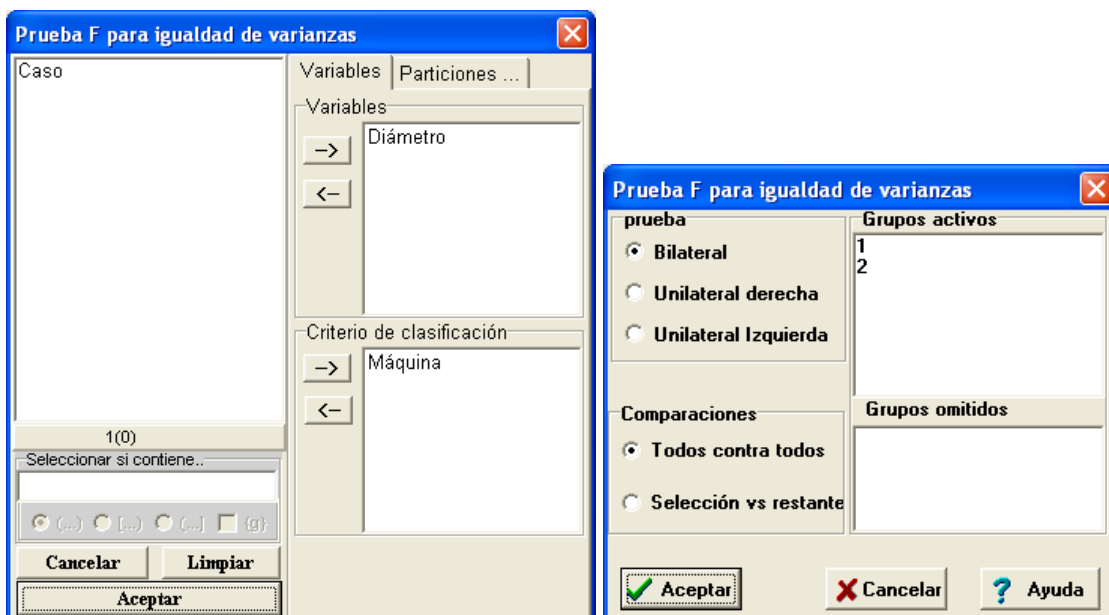 Prueba F para igualdad de varianzas
Caso
1(0)
Seleccionar si contiene..
(...) [...) (...] {g}
Cancelar Limpiar
Aceptar
Variables Particiones ...
Variables
-->
<--
Diámetro
Criterio de clasificación
-->
<--
Máquina
Prueba F para igualdad de varianzas
prueba
Bilateral
Unilateral derecha
Unilateral Izquierda
Comparaciones
Todos contra todos
Selección vs restante
Grupos activos
1
2
Grupos omitidos
Aceptar Cancelar ? Ayuda